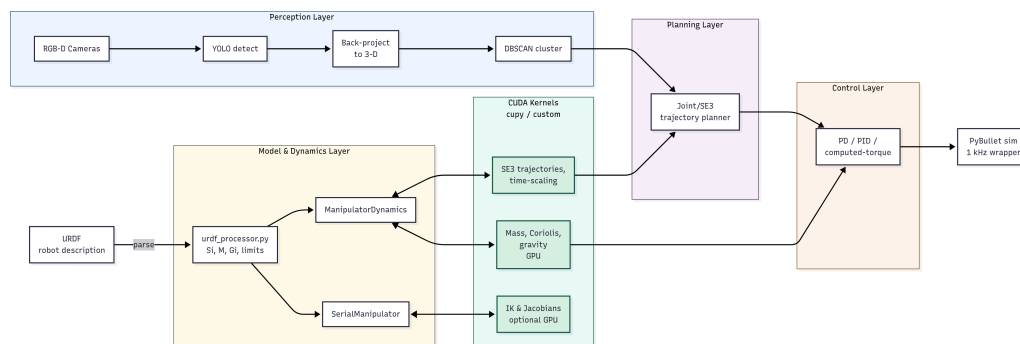 Perception Layer
RGB-D Cameras
YOLO detect
Back-project
to 3-D
DBSCAN cluster
Planning Layer
Joint/SE3
trajectory planner
Control Layer
PD / PID /
computed-torque
PyBullet sim
1 kHz wrapper
CUDA Kernels
cupy / custom
SE3 trajectories,
time-scaling
Mass, Coriolis,
gravity
GPU
IK & Jacobians
optional GPU
Model & Dynamics Layer
ManipulatorDynamics
urdf_processor.py
Si, M, Gi, limits
SerialManipulator
URDF
robot description
parse